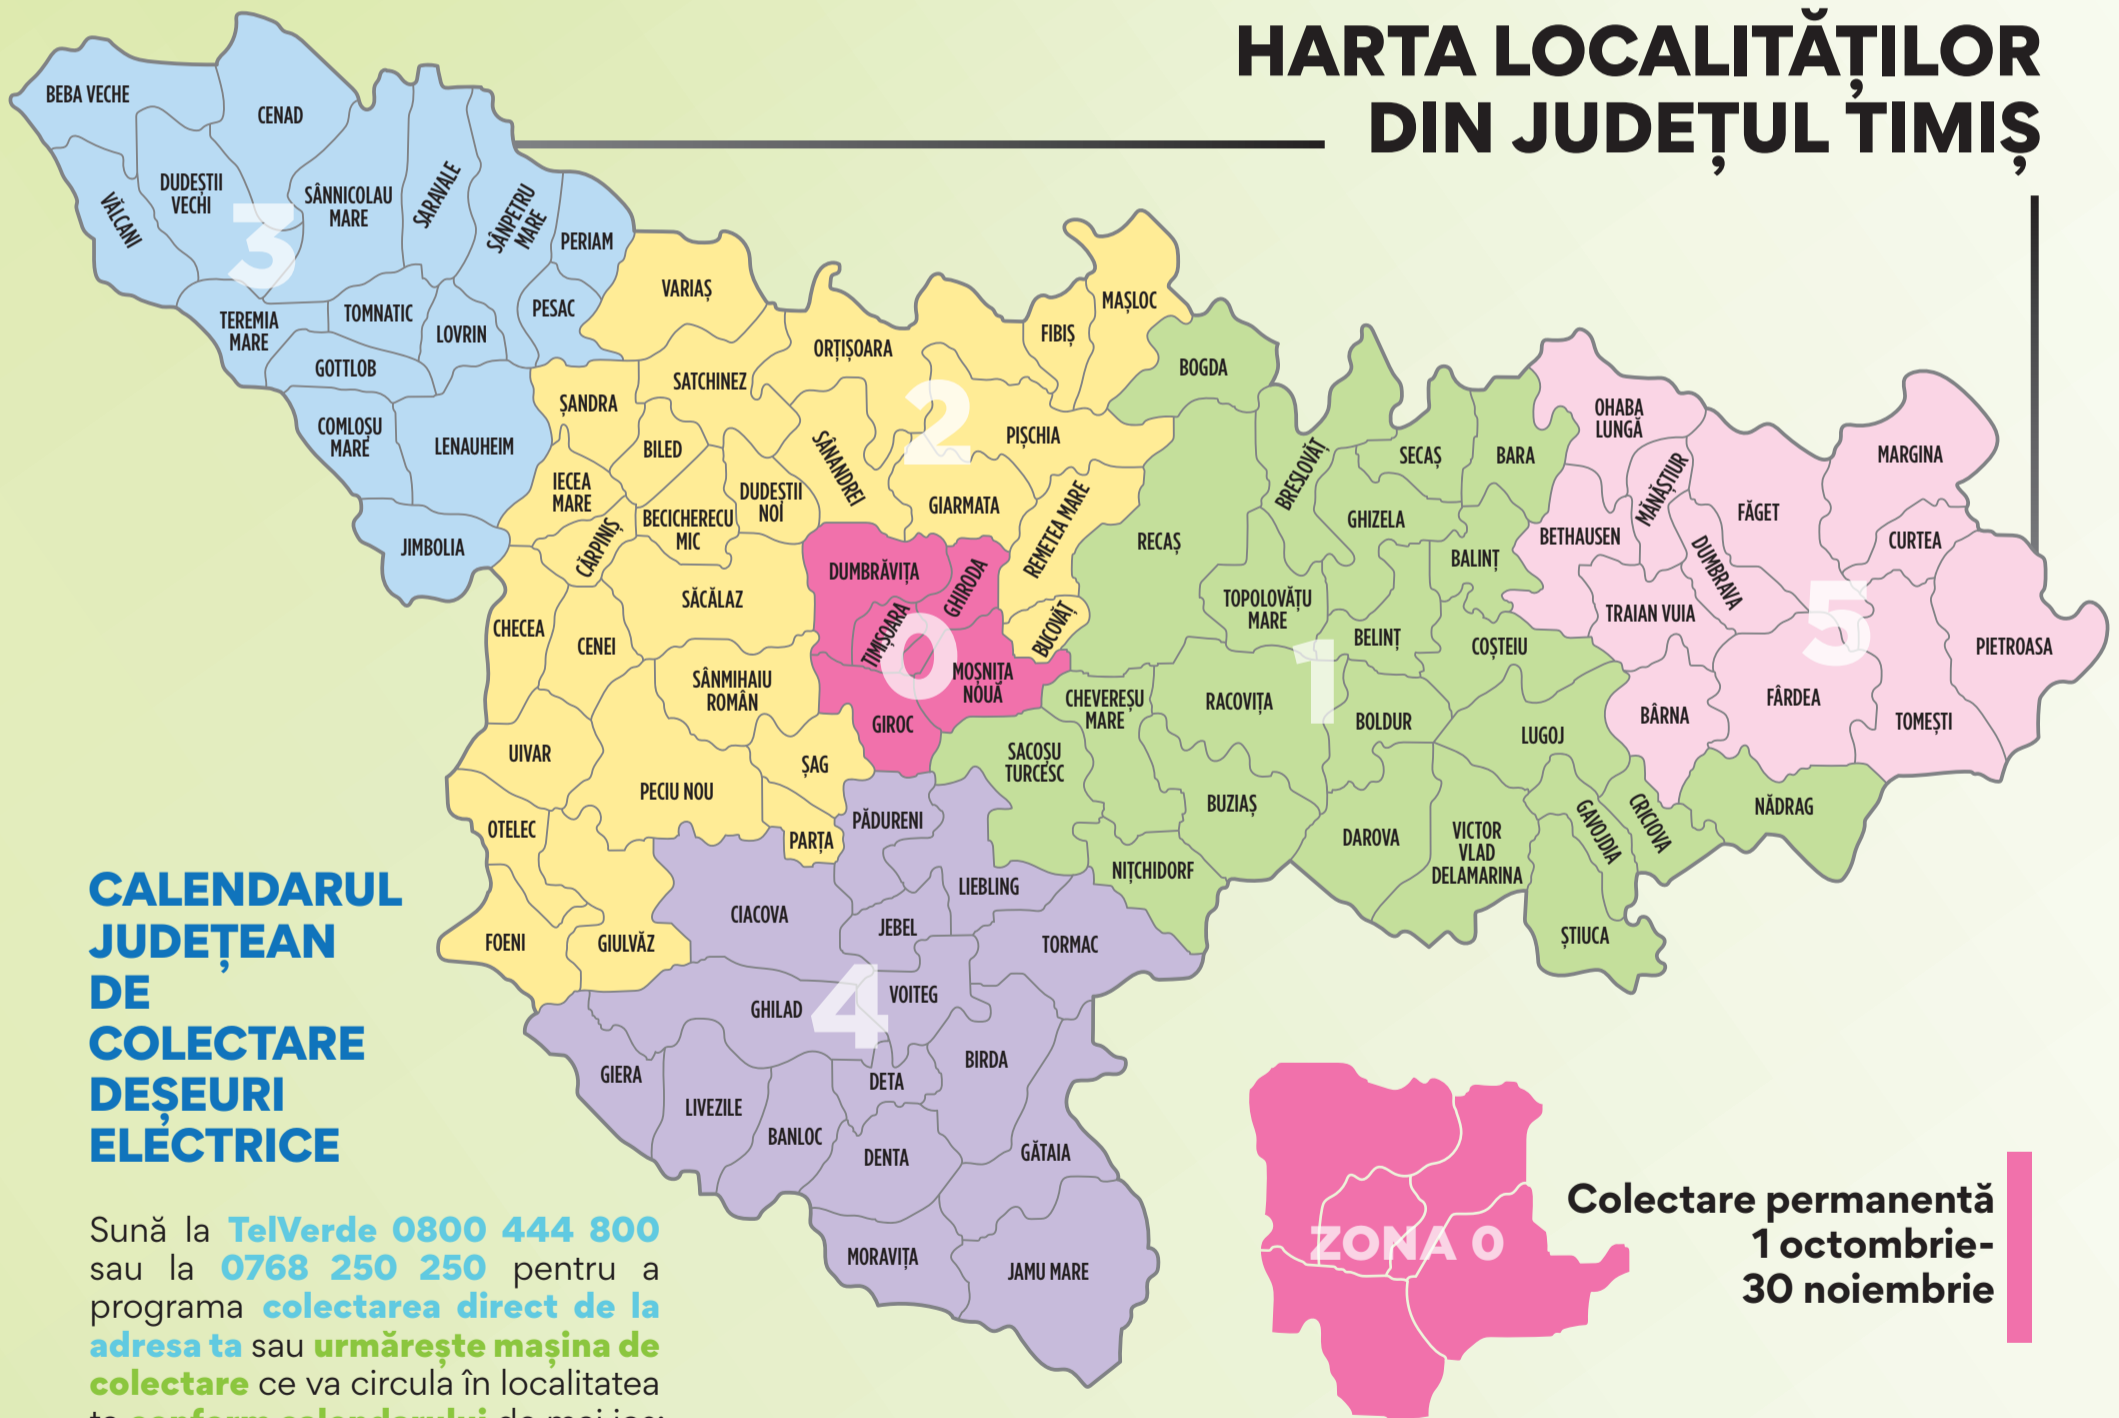 HARTA LOCALITĂȚILOR
DIN JUDEȚUL TIMIȘ
BEBA VECHE
CENAD
VĂLCANI
DUDEȘTII
VECHI
SÂNNICOLAU
MARE
SARAVALE
SÂNPETRU
MARE
PERIAM
3
TEREMIA
MARE
TOMNATIC
LOVRIN
PESAC
GOTTLOB
COMLOȘU
MARE
LENAUHEIM
JIMBOLIA
VARIAȘ
ORȚIȘOARA
FIBIȘ
MAȘLOC
SATCHINEZ
ȘANDRA
BILED
2
PIȘCHIA
SÂNANDREI
IECEA
MARE
CĂRPINIȘ
BECICHERECU
MIC
DUDEȘTII
NOI
GIARMATA
REMETEA MARE
BUCOVĂȚ
CHECEA
CENEI
SĂCĂLAZ
SÂNMIHAIU
ROMÂN
UIVAR
PECIU NOU
ȘAG
OTELEC
PARȚA
FOENI
GIULVĂZ
DUMBRĂVIȚA
GHIRODA
TIMIȘOARA
0
MOȘNIȚA
NOUĂ
GIROC
BOGDA
BRESLOVĂȚ
SECAȘ
BARA
RECAȘ
GHIZELA
BALINȚ
TOPOLOVĂȚU
MARE
BELINȚ
COȘTEIU
1
CHEVEREȘU
MARE
RACOVIȚA
BOLDUR
LUGOJ
SACOȘU
TURCESC
BUZIAȘ
DAROVA
VICTOR
VLAD
DELAMARINA
GAVOJDIA
CRICIOVA
NĂDRAG
NIȚCHIDORF
ȘTIUCA
OHABA
LUNGĂ
MĂNĂȘTIUR
FĂGET
MARGINA
BETHAUSEN
DUMBRAVA
CURTEA
TRAIAN VUIA
5
PIETROASA
BÂRNA
FÂRDEA
TOMEȘTI
PĂDURENI
CIACOVA
LIEBLING
JEBEL
TORMAC
GHILAD
4
VOITEG
GIERA
LIVEZILE
DETA
BIRDA
BANLOC
DENTA
GĂTAIA
MORAVIȚA
JAMU MARE
CALENDARUL
JUDEȚEAN
DE
COLECTARE
DEȘEURI
ELECTRICE
Sună la TelVerde 0800 444 800
sau la 0768 250 250 pentru a
programa colectarea direct de la
adresa ta sau urmărește mașina de
colectare ce va circula în localitatea
ZONA 0
Colectare permanentă
1 octombrie-
30 noiembrie